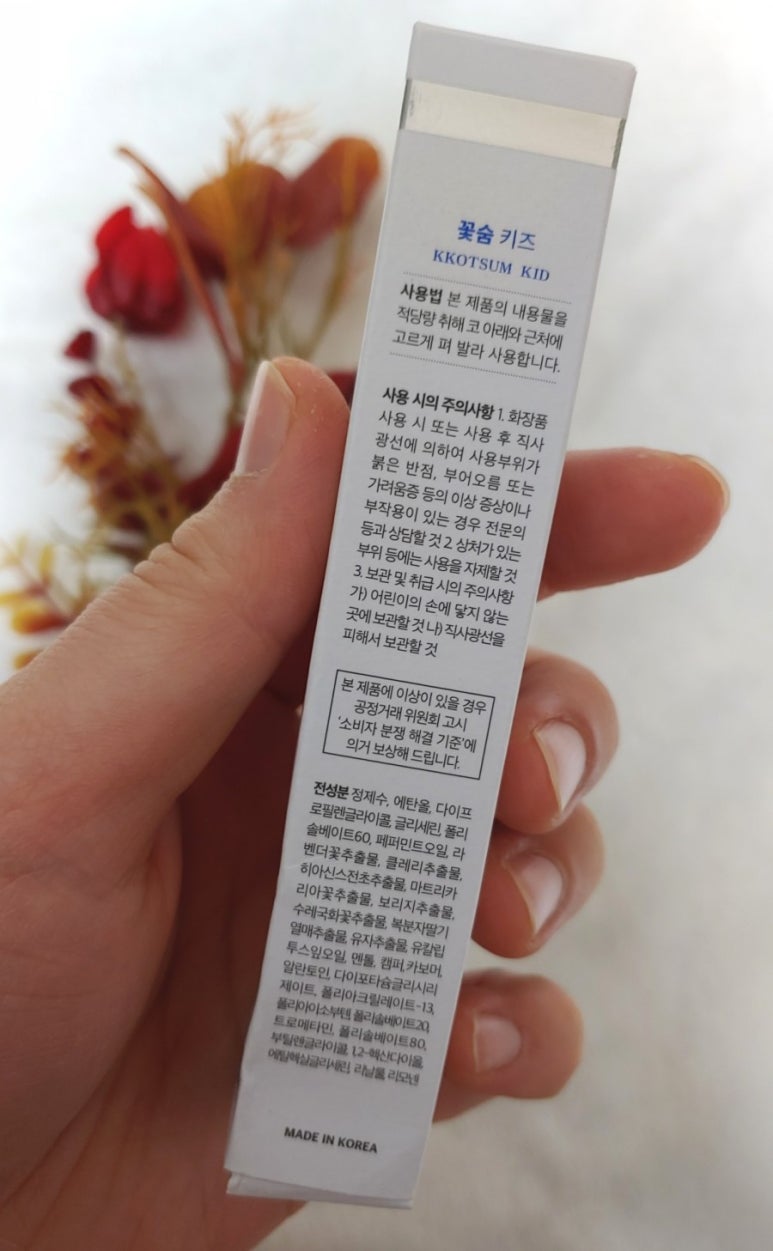 꽃숨 키즈
KKOTSUM KID
사용법 본 제품의 내용물을
적당량 취해 코 아래와 근처에
고르게 펴 발라 사용합니다.
사용 시의 주의사항 1. 화장품
사용 시 또는 사용 후 직사
광선에 의하여 사용부위가
붉은 반점, 부어오름 또는
가려움증 등의 이상 증상이나
부작용이 있는 경우 전문의
등과 상담할 것 2 상처가 있는
부위 등에는 사용을 자제할 것
3. 보관 및 취급 시의 주의사항
가) 어린이의 손에 닿지 않는
곳에 보관할 것 나) 직사광선을
피해서 보관할 것
본 제품에 이상이 있을 경우
공정거래 위원회 고시
'소비자 분쟁 해결 기준'에
의거 보상해 드립니다.
전성분 정제수, 에탄올, 다이프
로필렌글라이콜, 글리세린, 폴리
솔베이트60, 페퍼민트오일, 라
벤더꽃추출물, 클레리추출물,
히아신스전초추출물, 마트리카
리아꽃추출물, 보리지추출물,
수레국화꽃추출물, 복분자딸기
열매추출물, 유자추출물, 유칼립
투스잎오일, 멘톨, 캠퍼, 카보머,
알란토인, 다이포타슘글리시리
제이트, 폴리아크릴레이트-13,
폴리아이소부텐, 폴리솔베이트20,
트로메타민, 폴리솔베이트80,
부틸렌글라이콜, 1,2-헥산다이올,
에틸헥실글리세린, 리날룰, 리모넨
MADE IN KOREA